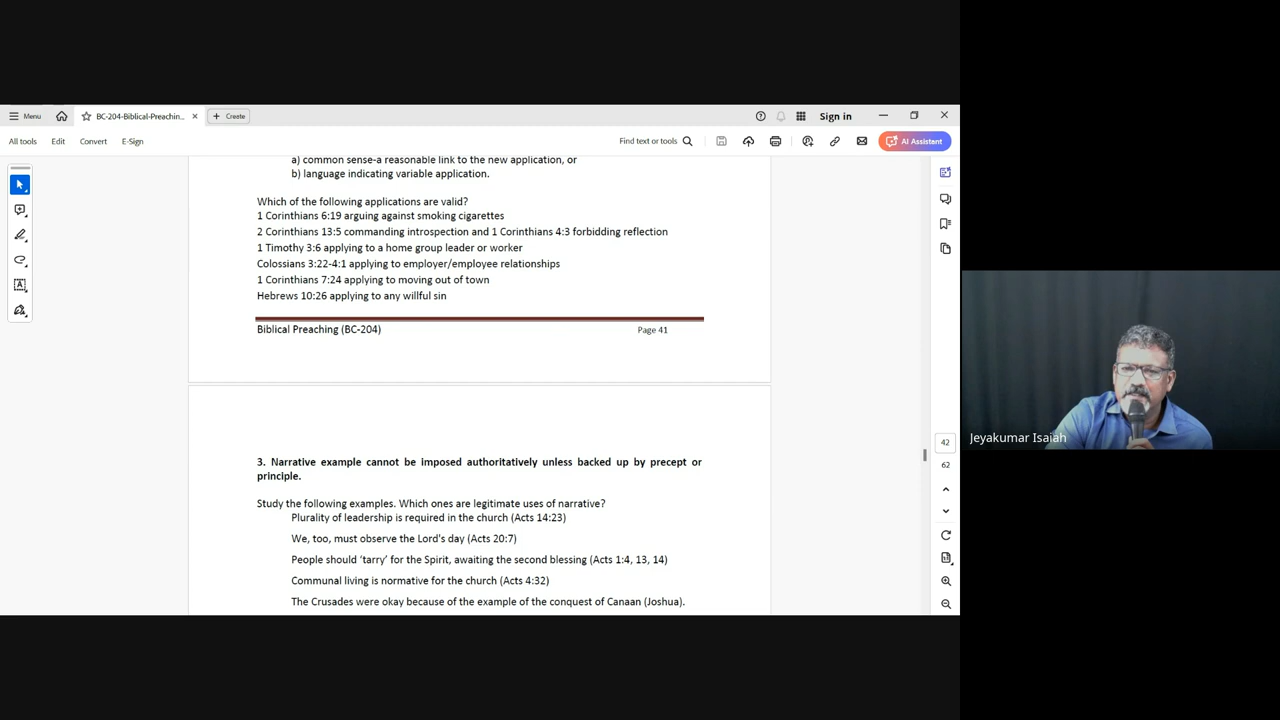 Menu
BC-204-Biblical-Preachin...
Create
Sign in
All tools
Edit
Convert
E-Sign
Find text or tools
AI Assistant
a) common sense-a reasonable link to the new application, or
b) language indicating variable application.
Which of the following applications are valid?
1 Corinthians 6:19 arguing against smoking cigarettes
2 Corinthians 13:5 commanding introspection and 1 Corinthians 4:3 forbidding reflection
1 Timothy 3:6 applying to a home group leader or worker
Colossians 3:22-4:1 applying to employer/employee relationships
1 Corinthians 7:24 applying to moving out of town
Hebrews 10:26 applying to any willful sin
Biblical Preaching (BC-204)
Page 41
3. Narrative example cannot be imposed authoritatively unless backed up by precept or
principle.
Study the following examples. Which ones are legitimate uses of narrative?
Plurality of leadership is required in the church (Acts 14:23)
We, too, must observe the Lord's day (Acts 20:7)
People should ‘tarry’ for the Spirit, awaiting the second blessing (Acts 1:4, 13, 14)
Communal living is normative for the church (Acts 4:32)
The Crusades were okay because of the example of the conquest of Canaan (Joshua).
42
62
Jeyakumar Isaiah